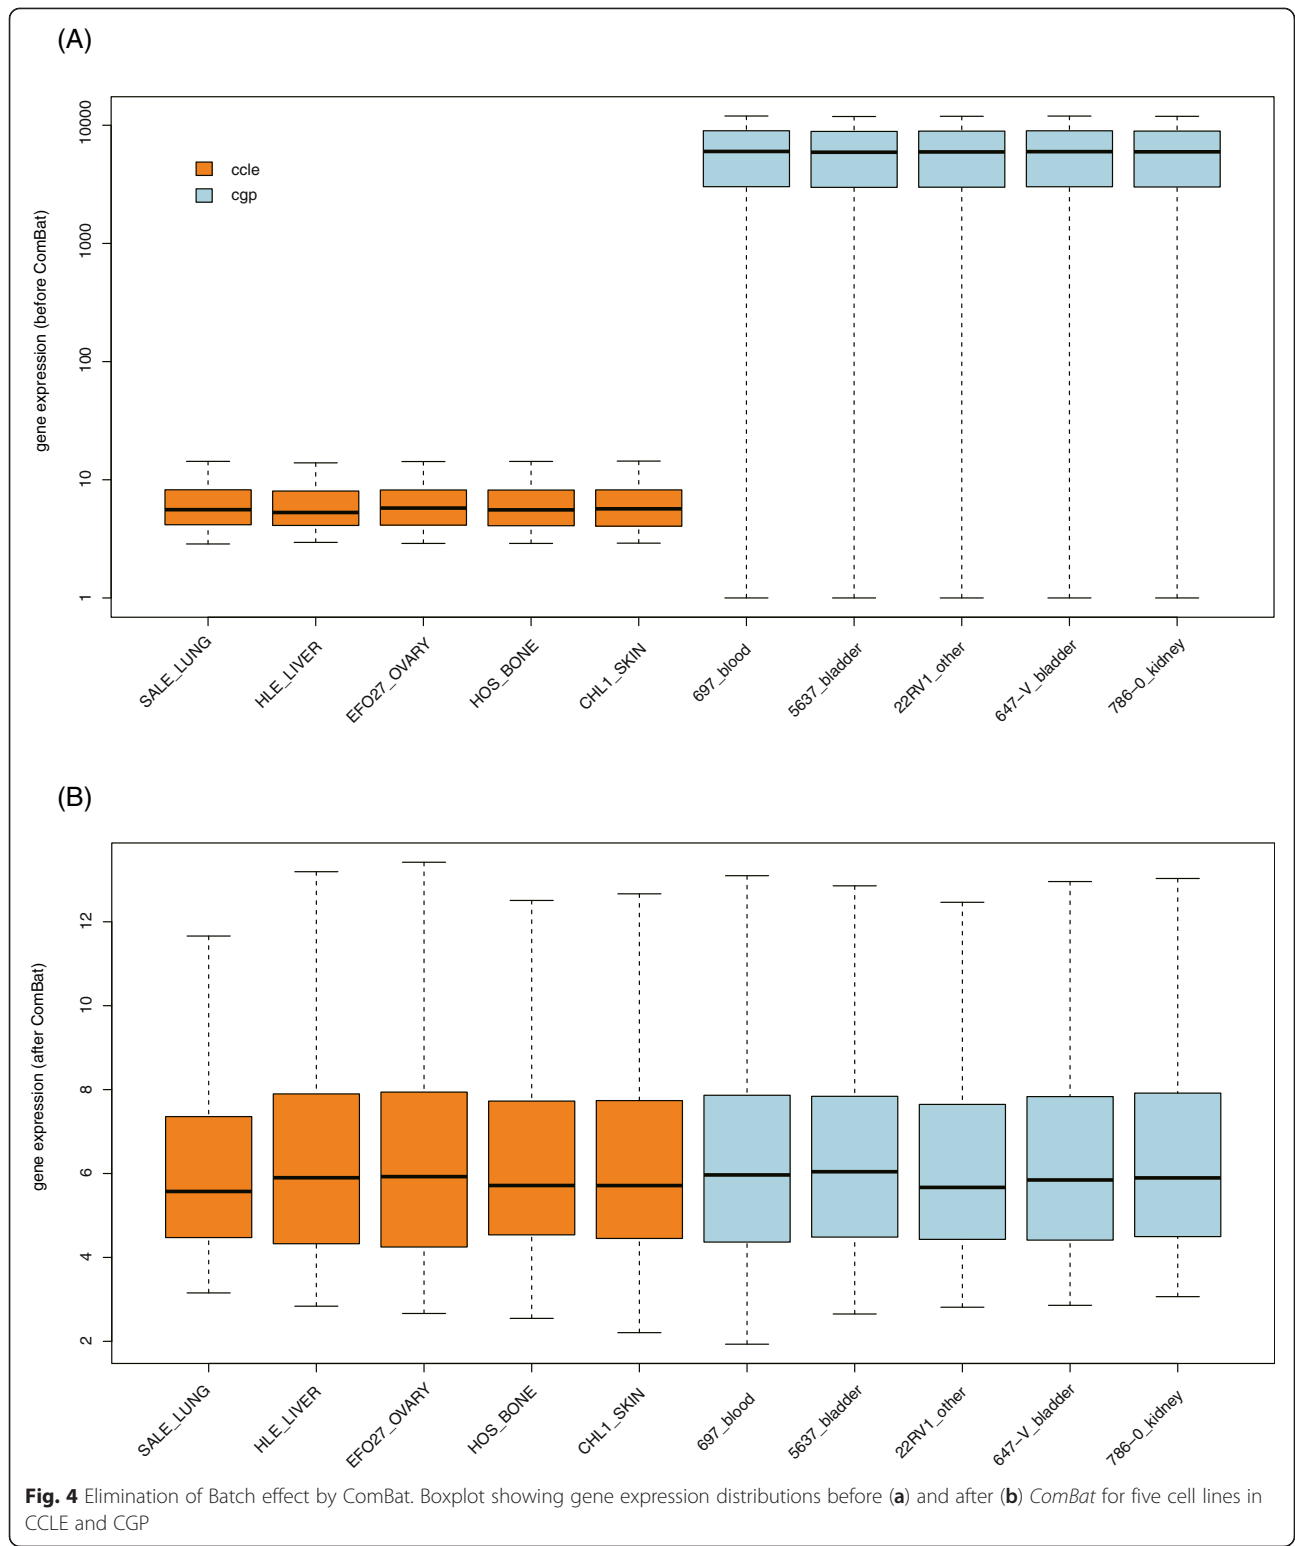 (A)
10000
1000
100
10
1
gene expression (before ComBat)
ccle
cgp
SALE_LUNG
HLE_LIVER
EFO27_OVARY
HOS_BONE
CHL1_SKIN
697_blood
5637_bladder
22RV1_other
647-V_bladder
786-0_kidney
(B)
12
10
8
6
4
2
gene expression (after ComBat)
SALE_LUNG
HLE_LIVER
EFO27_OVARY
HOS_BONE
CHL1_SKIN
697_blood
5637_bladder
22RV1_other
647-V_bladder
786-0_kidney
Fig. 4 Elimination of Batch effect by ComBat. Boxplot showing gene expression distributions before (a) and after (b) ComBat for five cell lines in
CCLE and CGP